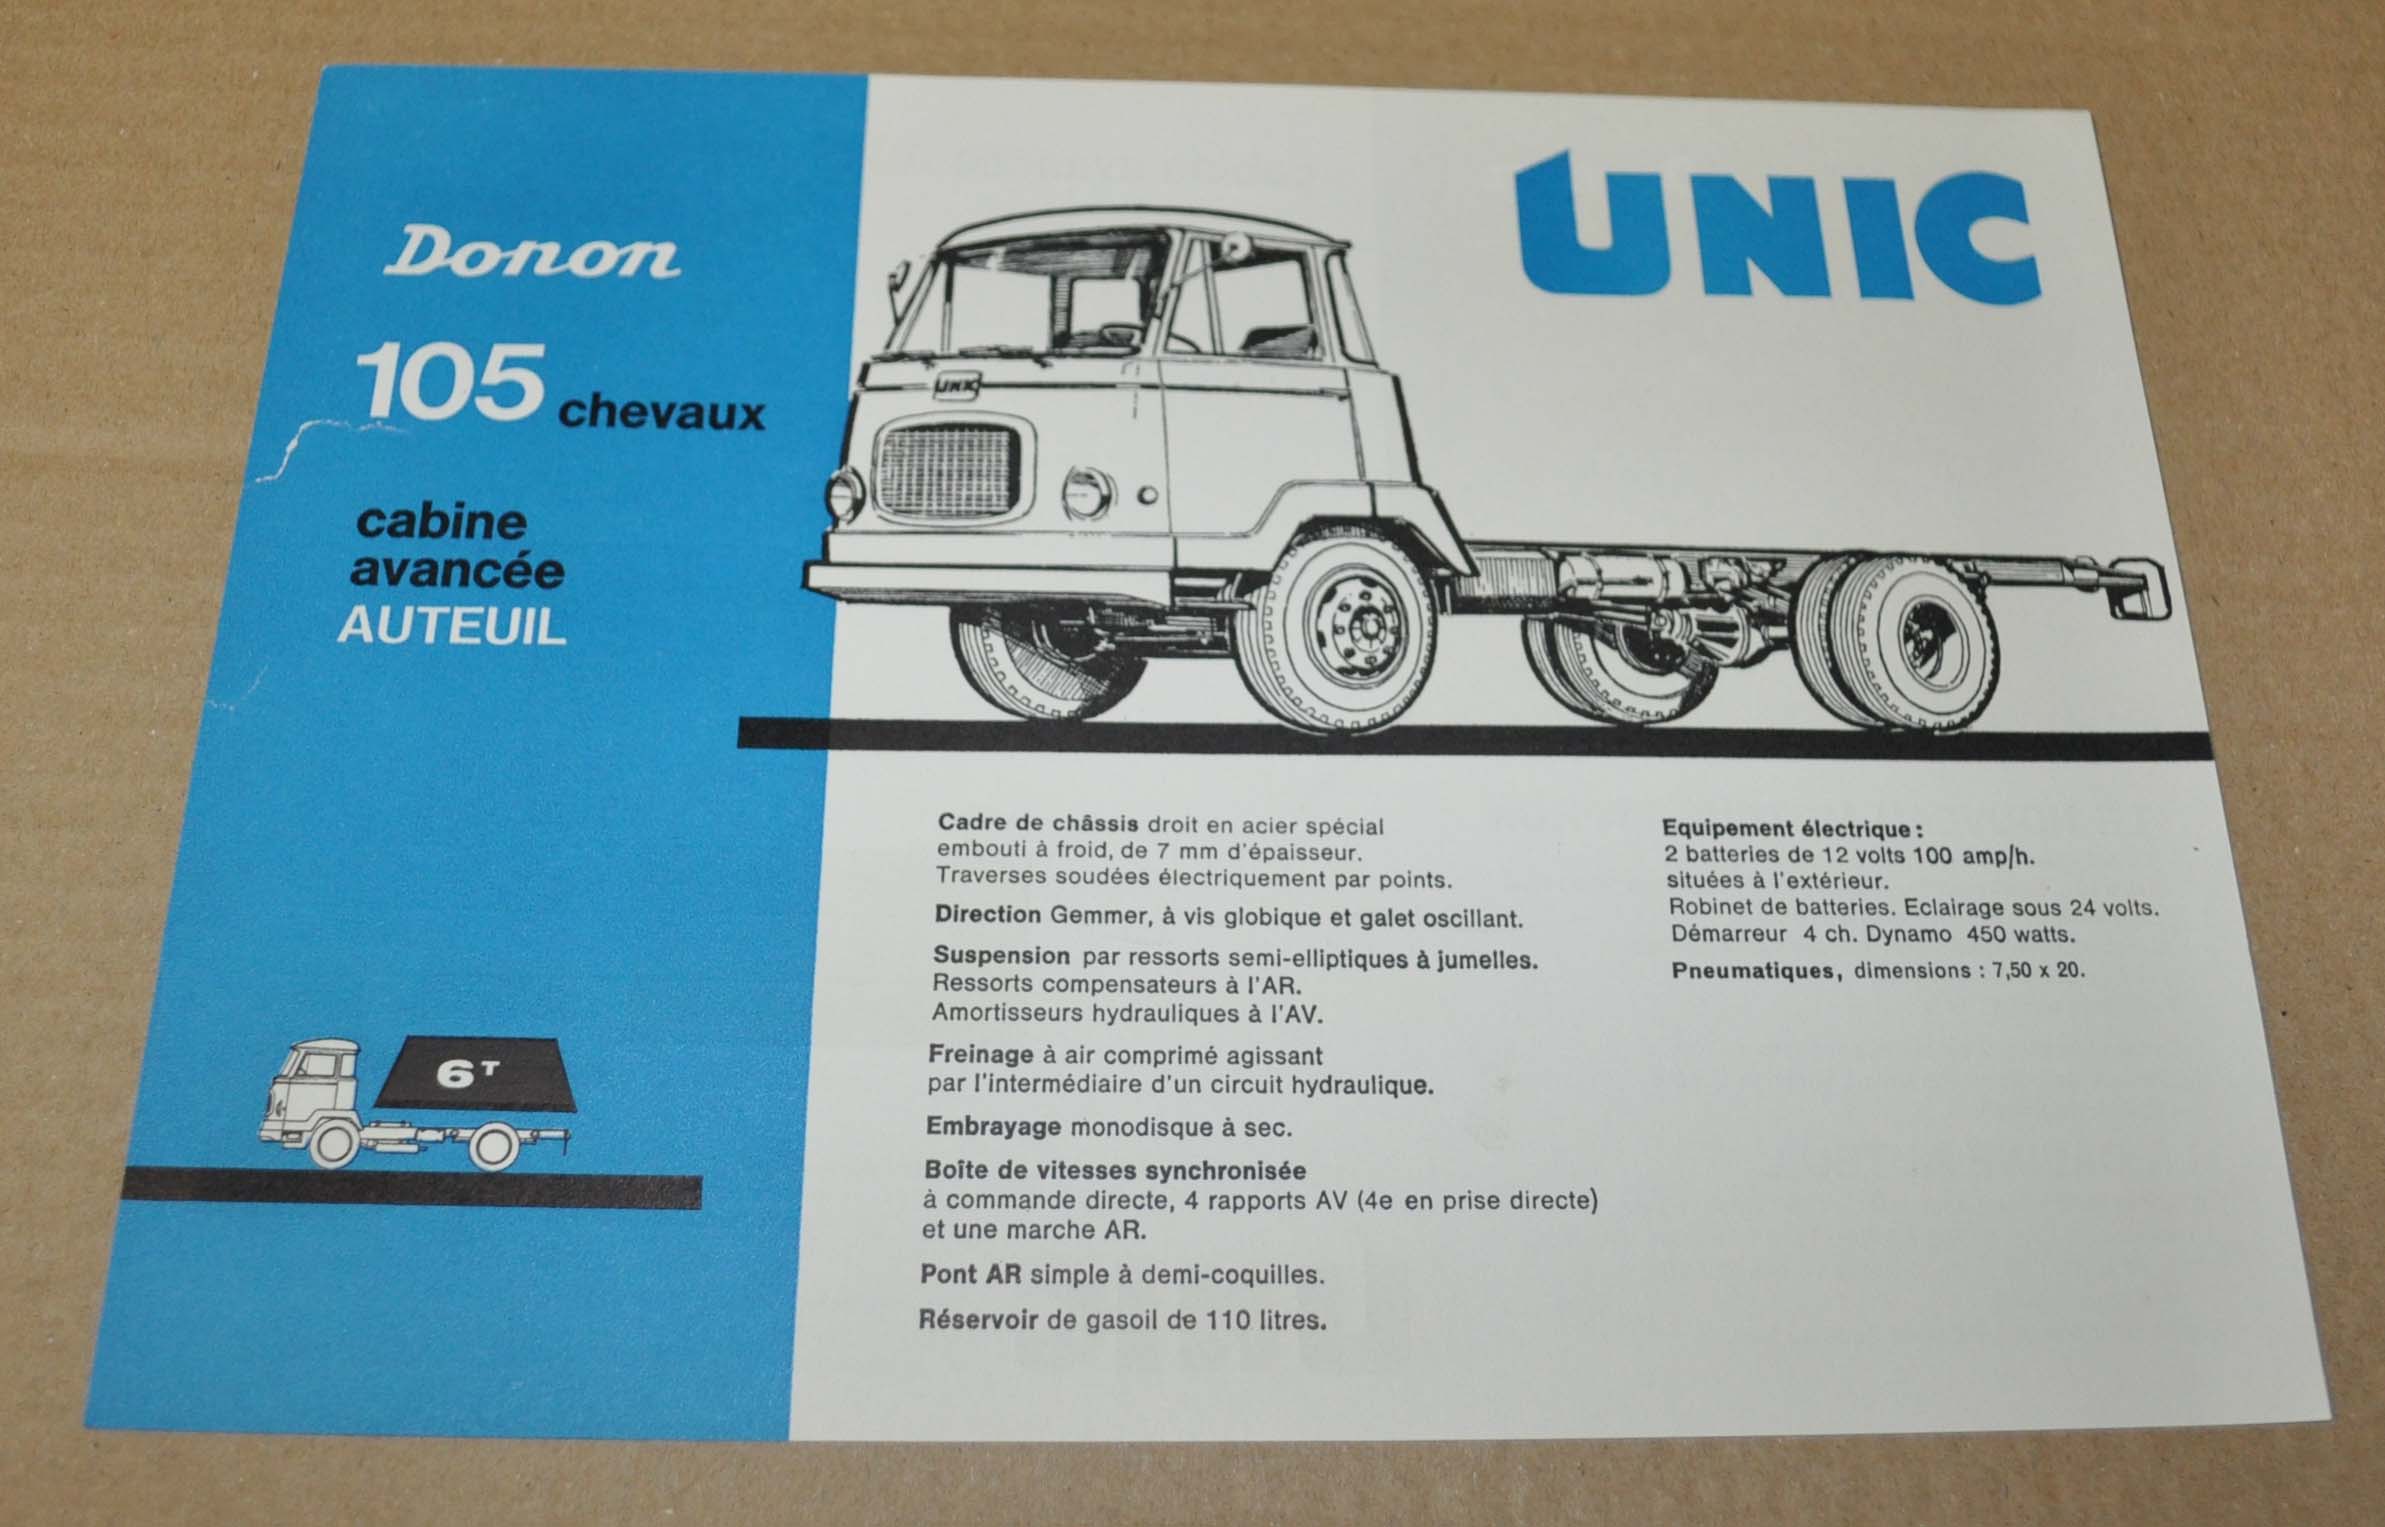 Donon
105 chevaux
cabine
avancée
AUTEUIL
6T
UNIC
UNIC
Cadre de châssis droit en acier spécial
embouti à froid, de 7 mm d'épaisseur.
Traverses soudées électriquement par points.
Direction Gemmer, à vis globique et galet oscillant.
Suspension par ressorts semi-elliptiques à jumelles.
Ressorts compensateurs à l'AR.
Amortisseurs hydrauliques à l'AV.
Freinage à air comprimé agissant
par l'intermédiaire d'un circuit hydraulique.
Embrayage monodisque à sec.
Boîte de vitesses synchronisée
à commande directe, 4 rapports AV (4e en prise directe)
et une marche AR.
Pont AR simple à demi-coquilles.
Réservoir de gasoil de 110 litres.
Equipement électrique :
2 batteries de 12 volts 100 amp/h.
situées à l'extérieur.
Robinet de batteries. Eclairage sous 24 volts.
Démarreur 4 ch. Dynamo 450 watts.
Pneumatiques, dimensions : 7,50 x 20.